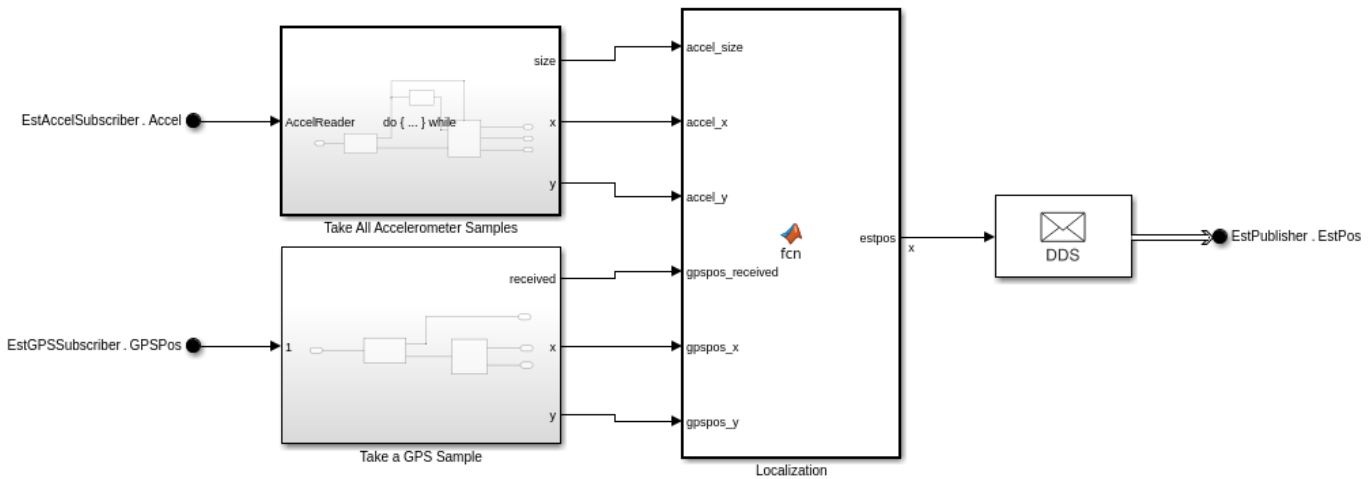 EstAccelSubscriber . Accel
AccelReader
do { ... } while
size
x
y
Take All Accelerometer Samples
EstGPSSubscriber . GPSPos
1
received
x
y
Take a GPS Sample
accel_size
accel_x
accel_y
gpspos_received
gpspos_x
gpspos_y
fcn
estpos
Localization
x
DDS
EstPublisher . EstPos